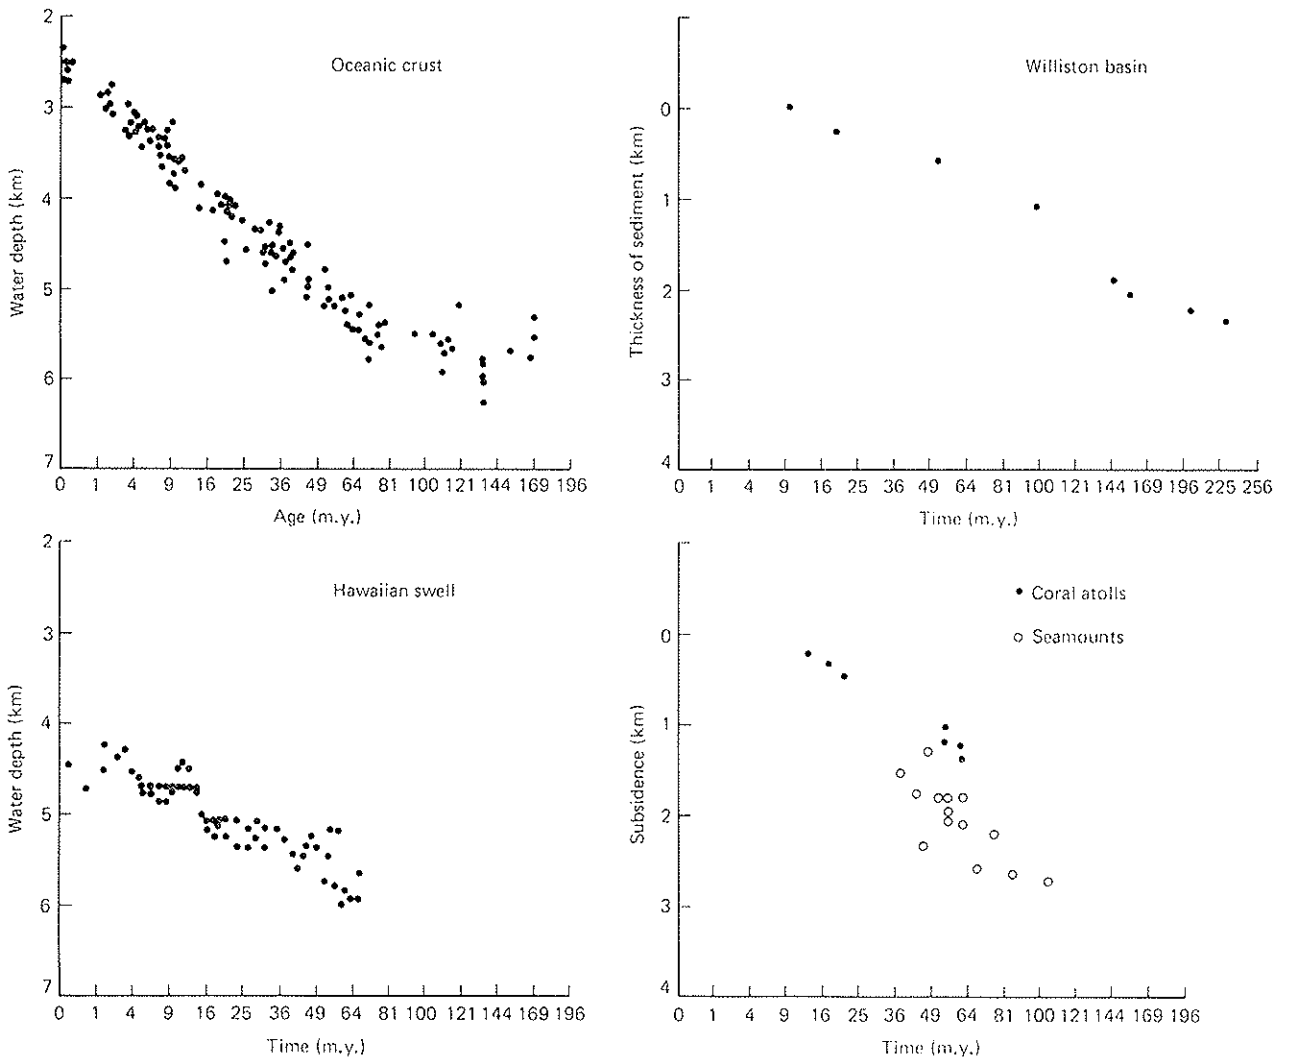 2
3
4
5
6
7
Water depth (km)
Oceanic crust
0 1 4 9 16 25 36 49 64 81 100 121 144 169 196
Age (m.y.)
0
1
2
3
4
Thickness of sediment (km)
Williston basin
0 1 4 9 16 25 36 49 64 81 100 121 144 169 196 225 256
Time (m.y.)
2
3
4
5
6
7
Water depth (km)
Hawaiian swell
0 1 4 9 16 25 36 49 64 81 100 121 144 169 196
Time (m.y.)
0
1
2
3
4
Subsidence (km)
Coral atolls
Seamounts
0 1 4 9 16 25 36 49 64 81 100 121 144 169 196
Time (m.y.)